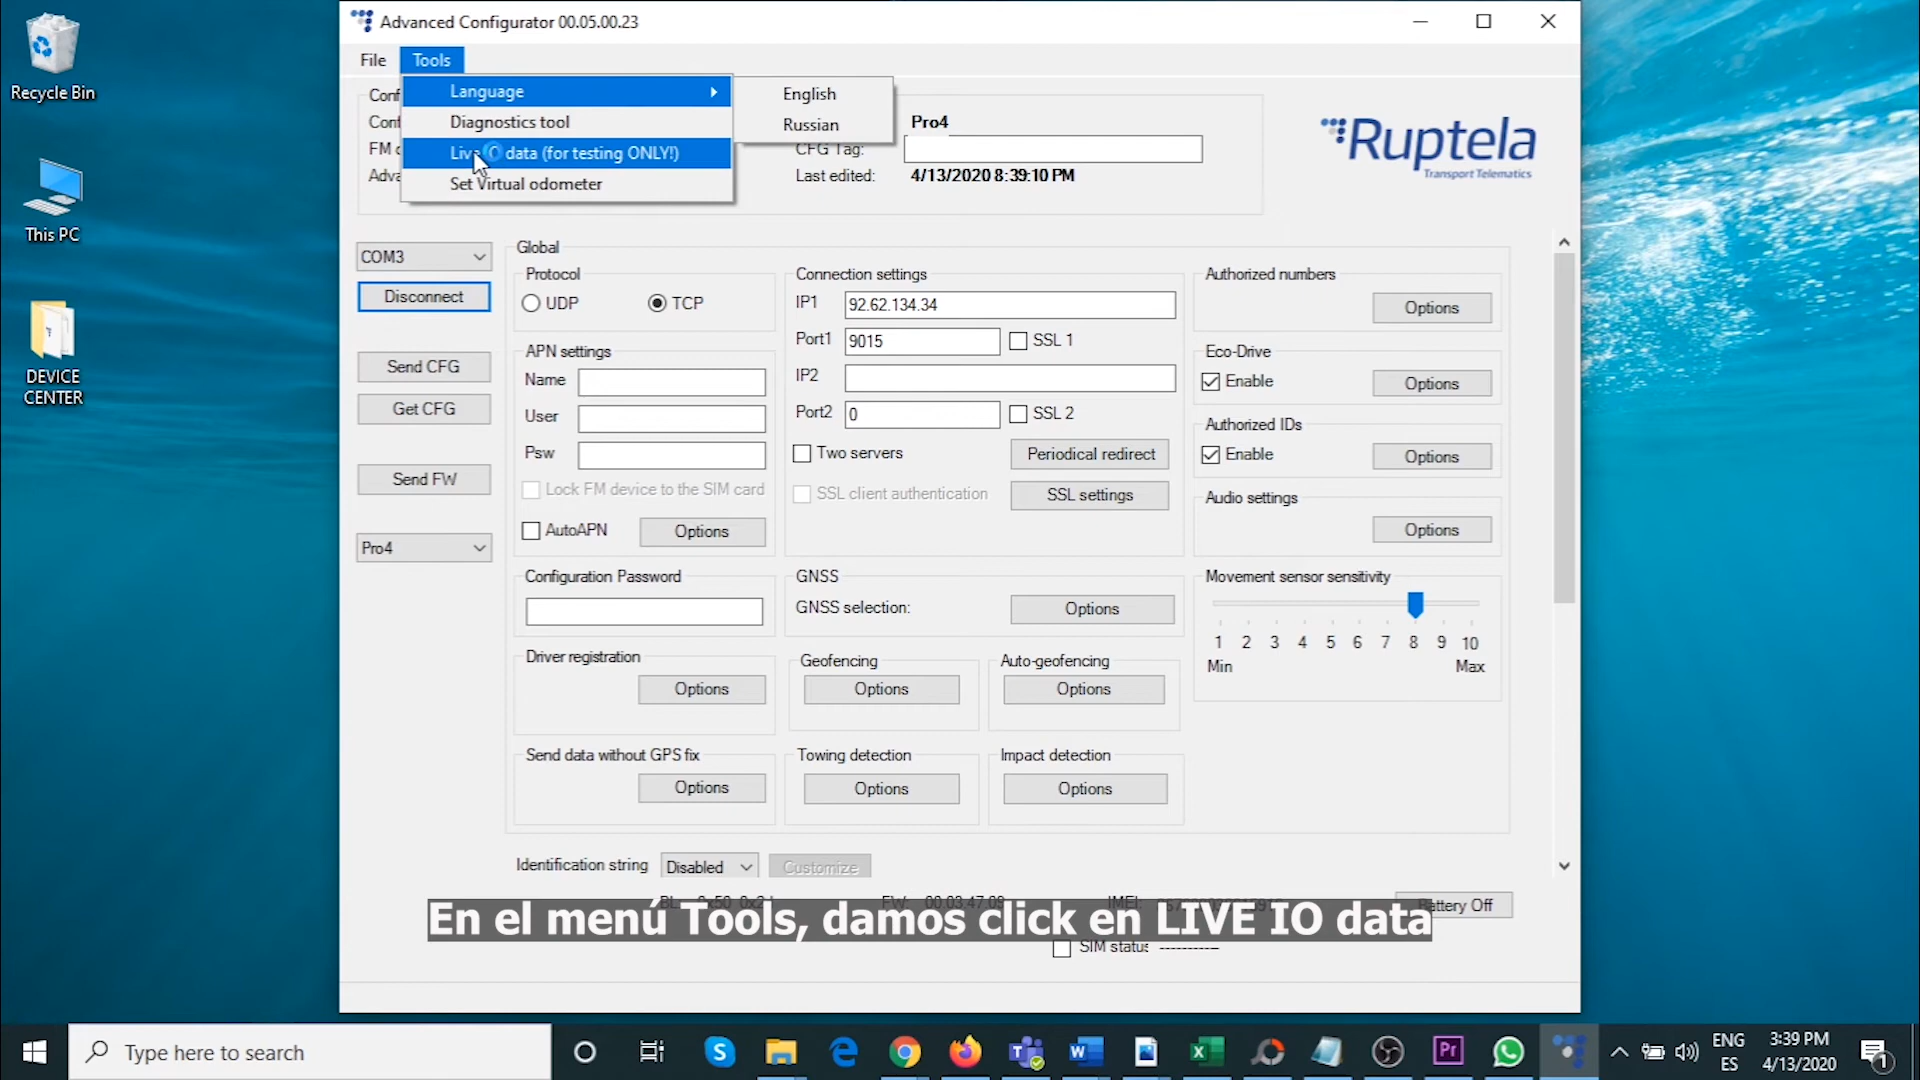 Recycle Bin
This PC
DEVICE
CENTER
Advanced Configurator 00.05.00.23
File Tools
Language
Diagnostics tool
data (for testing ONLY!)
Set Virtual odometer
English
Russian
Pro4
CFG Tag:
Last edited: 4/13/2020 8:39:10 PM
Ruptela
Transport Telematics
COM3
Disconnect
Send CFG
Get CFG
Send FW
Pro4
Global
Protocol
UDP TCP
APN settings
Name
User
Psw
Lock FM device to the SIM card
AutoAPN Options
Configuration Password
Driver registration
Options
Send data without GPS fix
Options
Connection settings
IP1 92.62.134.34
Port1 9015 SSL 1
IP2
Port2 0 SSL 2
Two servers Periodical redirect
SSL client authentication SSL settings
GNSS
GNSS selection: Options
Geofencing
Options
Auto-geofencing
Options
Towing detection
Options
Impact detection
Options
Authorized numbers
Options
Eco-Drive
Enable Options
Authorized IDs
Enable Options
Audio settings
Options
Movement sensor sensitivity
1 2 3 4 5 6 7 8 9 10
Min Max
Identification string Disabled Customize
En el menú Tools, damos click en LIVE IO data
SIM status ----------
Type here to search
ENG
ES
3:39 PM
4/13/2020
1